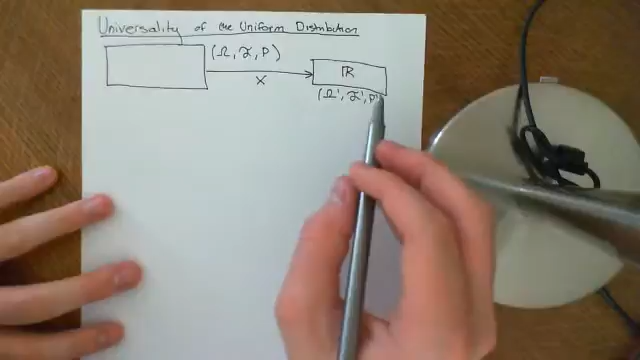 Universality of the Uniform Distribution
(Ω, F, P)
ℝ
X
(Ω', F', P'